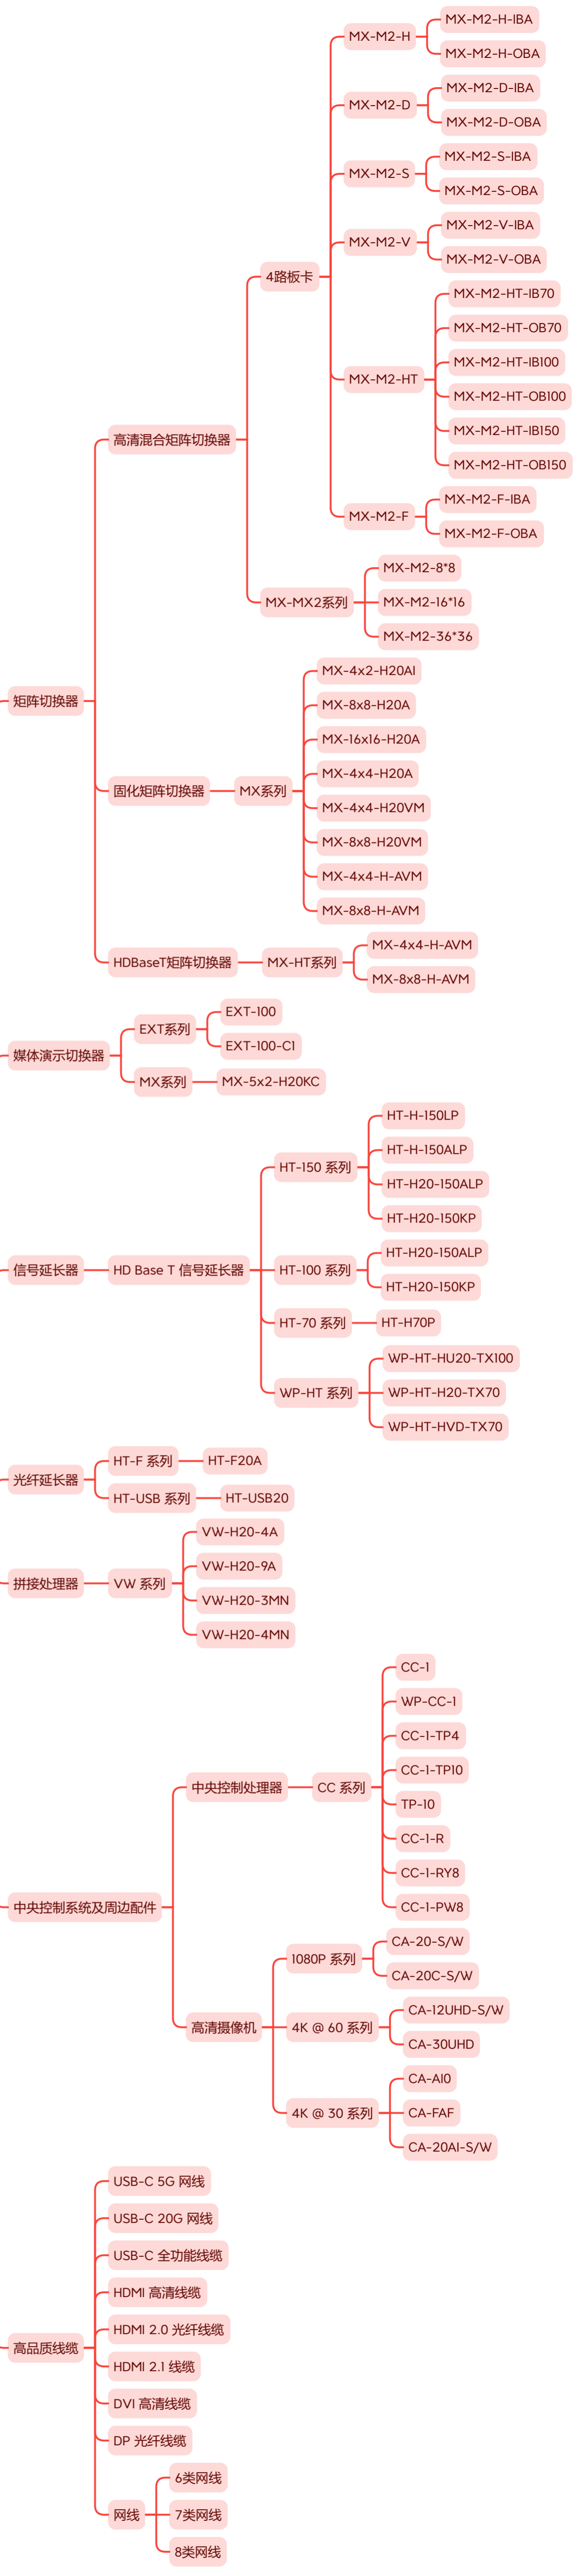 矩阵切换器
高清混合矩阵切换器
4路板卡
MX-M2-H
MX-M2-H-IBA
MX-M2-H-OBA
MX-M2-D
MX-M2-D-IBA
MX-M2-D-OBA
MX-M2-S
MX-M2-S-IBA
MX-M2-S-OBA
MX-M2-V
MX-M2-V-IBA
MX-M2-V-OBA
MX-M2-HT
MX-M2-HT-IB70
MX-M2-HT-OB70
MX-M2-HT-IB100
MX-M2-HT-OB100
MX-M2-HT-IB150
MX-M2-HT-OB150
MX-M2-F
MX-M2-F-IBA
MX-M2-F-OBA
MX-MX2系列
MX-M2-8*8
MX-M2-16*16
MX-M2-36*36
固化矩阵切换器
MX系列
MX-4x2-H20AI
MX-8x8-H20A
MX-16x16-H20A
MX-4x4-H20A
MX-4x4-H20VM
MX-8x8-H20VM
MX-4x4-H-AVM
MX-8x8-H-AVM
HDBaseT矩阵切换器
MX-HT系列
MX-4x4-H-AVM
MX-8x8-H-AVM
媒体演示切换器
EXT系列
EXT-100
EXT-100-C1
MX系列
MX-5x2-H20KC
信号延长器
HD Base T 信号延长器
HT-150 系列
HT-H-150LP
HT-H-150ALP
HT-H20-150ALP
HT-H20-150KP
HT-100 系列
HT-H20-150ALP
HT-H20-150KP
HT-70 系列
HT-H70P
WP-HT 系列
WP-HT-HU20-TX100
WP-HT-H20-TX70
WP-HT-HVD-TX70
光纤延长器
HT-F 系列
HT-F20A
HT-USB 系列
HT-USB20
拼接处理器
VW 系列
VW-H20-4A
VW-H20-9A
VW-H20-3MN
VW-H20-4MN
中央控制系统及周边配件
中央控制处理器
CC 系列
CC-1
WP-CC-1
CC-1-TP4
CC-1-TP10
TP-10
CC-1-R
CC-1-RY8
CC-1-PW8
高清摄像机
1080P 系列
CA-20-S/W
CA-20C-S/W
4K @ 60 系列
CA-12UHD-S/W
CA-30UHD
4K @ 30 系列
CA-AI0
CA-FAF
CA-20AI-S/W
高品质线缆
USB-C 5G 网线
USB-C 20G 网线
USB-C 全功能线缆
HDMI 高清线缆
HDMI 2.0 光纤线缆
HDMI 2.1 线缆
DVI 高清线缆
DP 光纤线缆
网线
6类网线
7类网线
8类网线